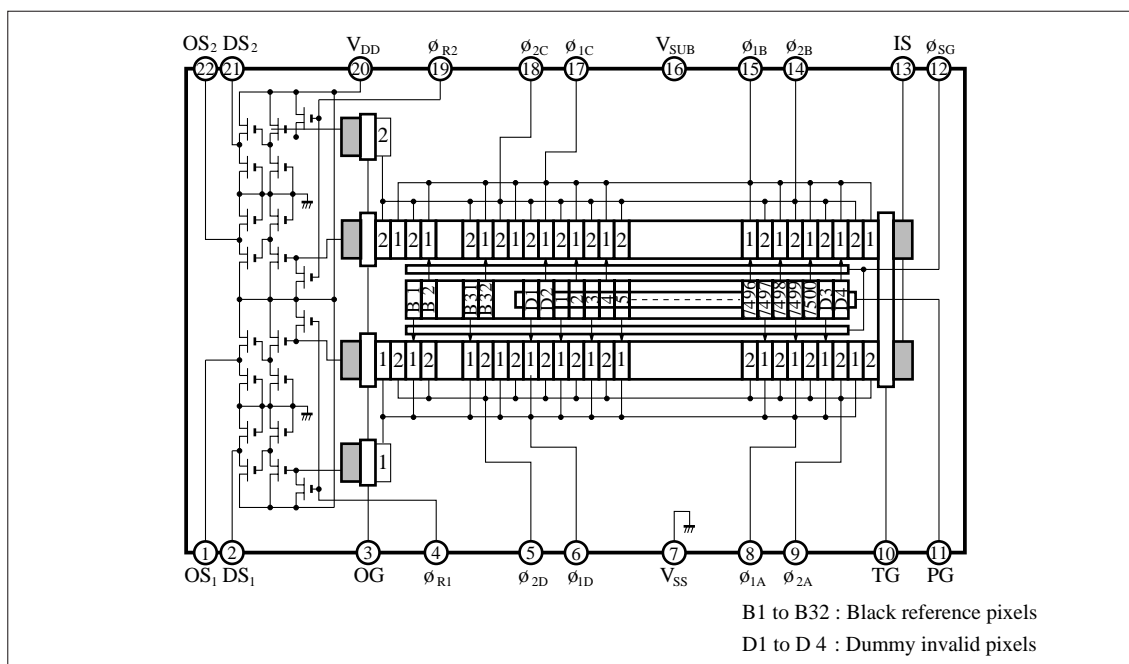 OS2 DS2 VDD øR2 ø2C ø1C VSUB ø1B ø2B IS øSG
22 21 20 19 18 17 16 15 14 13 12
2
2 1 2 1 2 1 2 1 2 1 2 1 2 1 2 1 2 1 2 1 2 1 2 1
B 1 B 2 B31 B32 D1 D2 1 2 3 4 5 7496 7497 7498 7499 7500 D3 D4
1 2 1 2 1 2 1 2 1 2 1 2 1 2 1 2 1 2 1 2 1 2 1 2
1
1 2 3 4 5 6 7 8 9 10 11
OS1 DS1 OG øR1 ø2D ø1D VSS ø1A ø2A TG PG
B1 to B32 : Black reference pixels
D1 to D 4 : Dummy invalid pixels